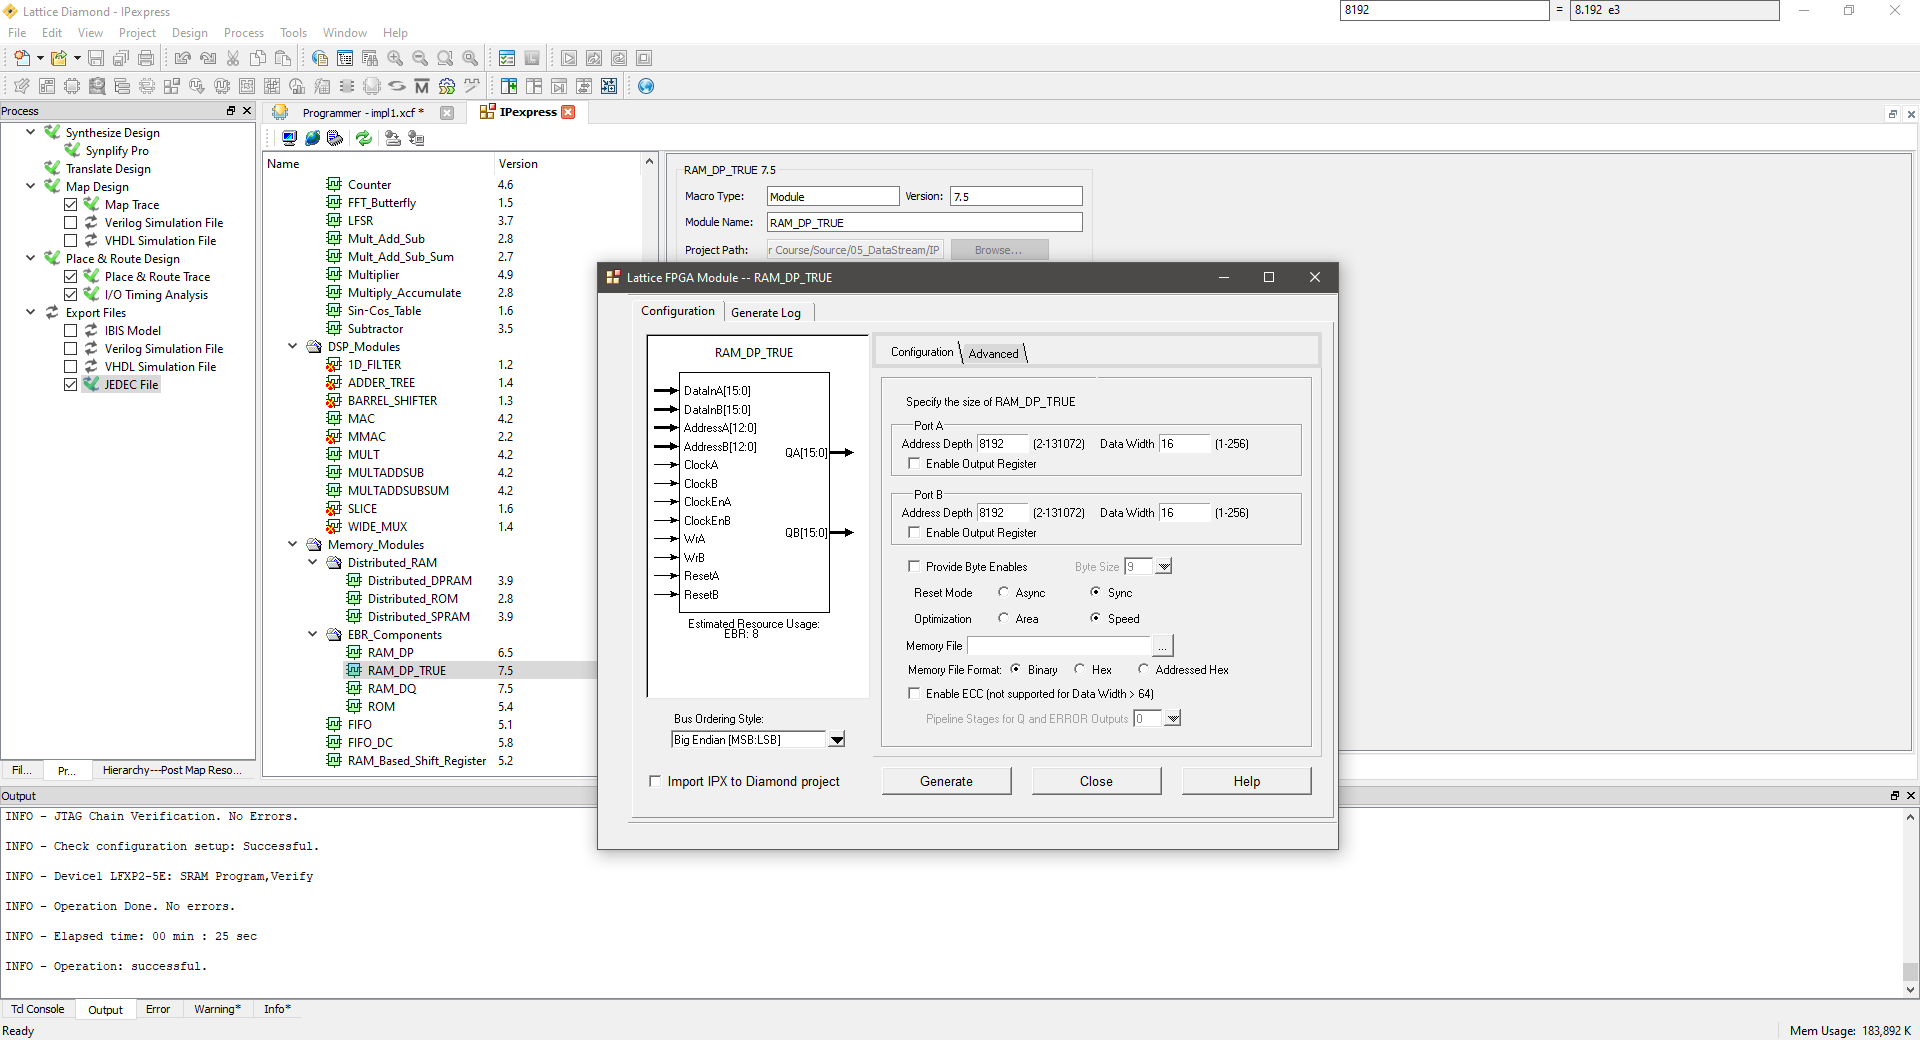 Lattice Diamond - IPexpress
8192 = 8.192 e3
File Edit View Project Design Process Tools Window Help
Process
Synthesize Design
Synplify Pro
Translate Design
Map Design
Map Trace
Verilog Simulation File
VHDL Simulation File
Place & Route Design
Place & Route Trace
I/O Timing Analysis
Export Files
IBIS Model
Verilog Simulation File
VHDL Simulation File
JEDEC File
Fil... Pr... Hierarchy---Post Map Reso...
Programmer - impl1.xcf * IPexpress
Name Version
Counter 4.6
FFT_Butterfly 1.5
LFSR 3.7
Mult_Add_Sub 2.8
Mult_Add_Sub_Sum 2.7
Multiplier 4.9
Multiply_Accumulate 2.8
Sin-Cos_Table 1.6
Subtractor 3.5
DSP_Modules
1D_FILTER 1.2
ADDER_TREE 1.4
BARREL_SHIFTER 1.3
MAC 4.2
MMAC 2.2
MULT 4.2
MULTADDSUB 4.2
MULTADDSUBSUM 4.2
SLICE 1.6
WIDE_MUX 1.4
Memory_Modules
Distributed_RAM
Distributed_DPRAM 3.9
Distributed_ROM 2.8
Distributed_SPRAM 3.9
EBR_Components
RAM_DP 6.5
RAM_DP_TRUE 7.5
RAM_DQ 7.5
ROM 5.4
FIFO 5.1
FIFO_DC 5.8
RAM_Based_Shift_Register 5.2
RAM_DP_TRUE 7.5
Macro Type: Module Version: 7.5
Module Name: RAM_DP_TRUE
Project Path: r Course/Source/05_DataStream/IP Browse...
Lattice FPGA Module -- RAM_DP_TRUE
Configuration Generate Log
RAM_DP_TRUE
DataInA[15:0]
DataInB[15:0]
AddressA[12:0]
AddressB[12:0]
QA[15:0]
ClockA
ClockB
ClockEnA
ClockEnB
QB[15:0]
WrA
WrB
ResetA
ResetB
Estimated Resource Usage:
EBR: 8
Bus Ordering Style:
Big Endian [MSB:LSB]
Import IPX to Diamond project
Configuration Advanced
Specify the size of RAM_DP_TRUE
Port A
Address Depth 8192 (2-131072) Data Width 16 (1-256)
Enable Output Register
Port B
Address Depth 8192 (2-131072) Data Width 16 (1-256)
Enable Output Register
Provide Byte Enables Byte Size 9
Reset Mode Async Sync
Optimization Area Speed
Memory File ...
Memory File Format: Binary Hex Addressed Hex
Enable ECC (not supported for Data Width > 64)
Pipeline Stages for Q and ERROR Outputs 0
Generate Close Help
Output
INFO - JTAG Chain Verification. No Errors.
INFO - Check configuration setup: Successful.
INFO - Device1 LFXP2-5E: SRAM Program,Verify
INFO - Operation Done. No errors.
INFO - Elapsed time: 00 min : 25 sec
INFO - Operation: successful.
Tcl Console Output Error Warning* Info*
Ready
Mem Usage: 183,892 K